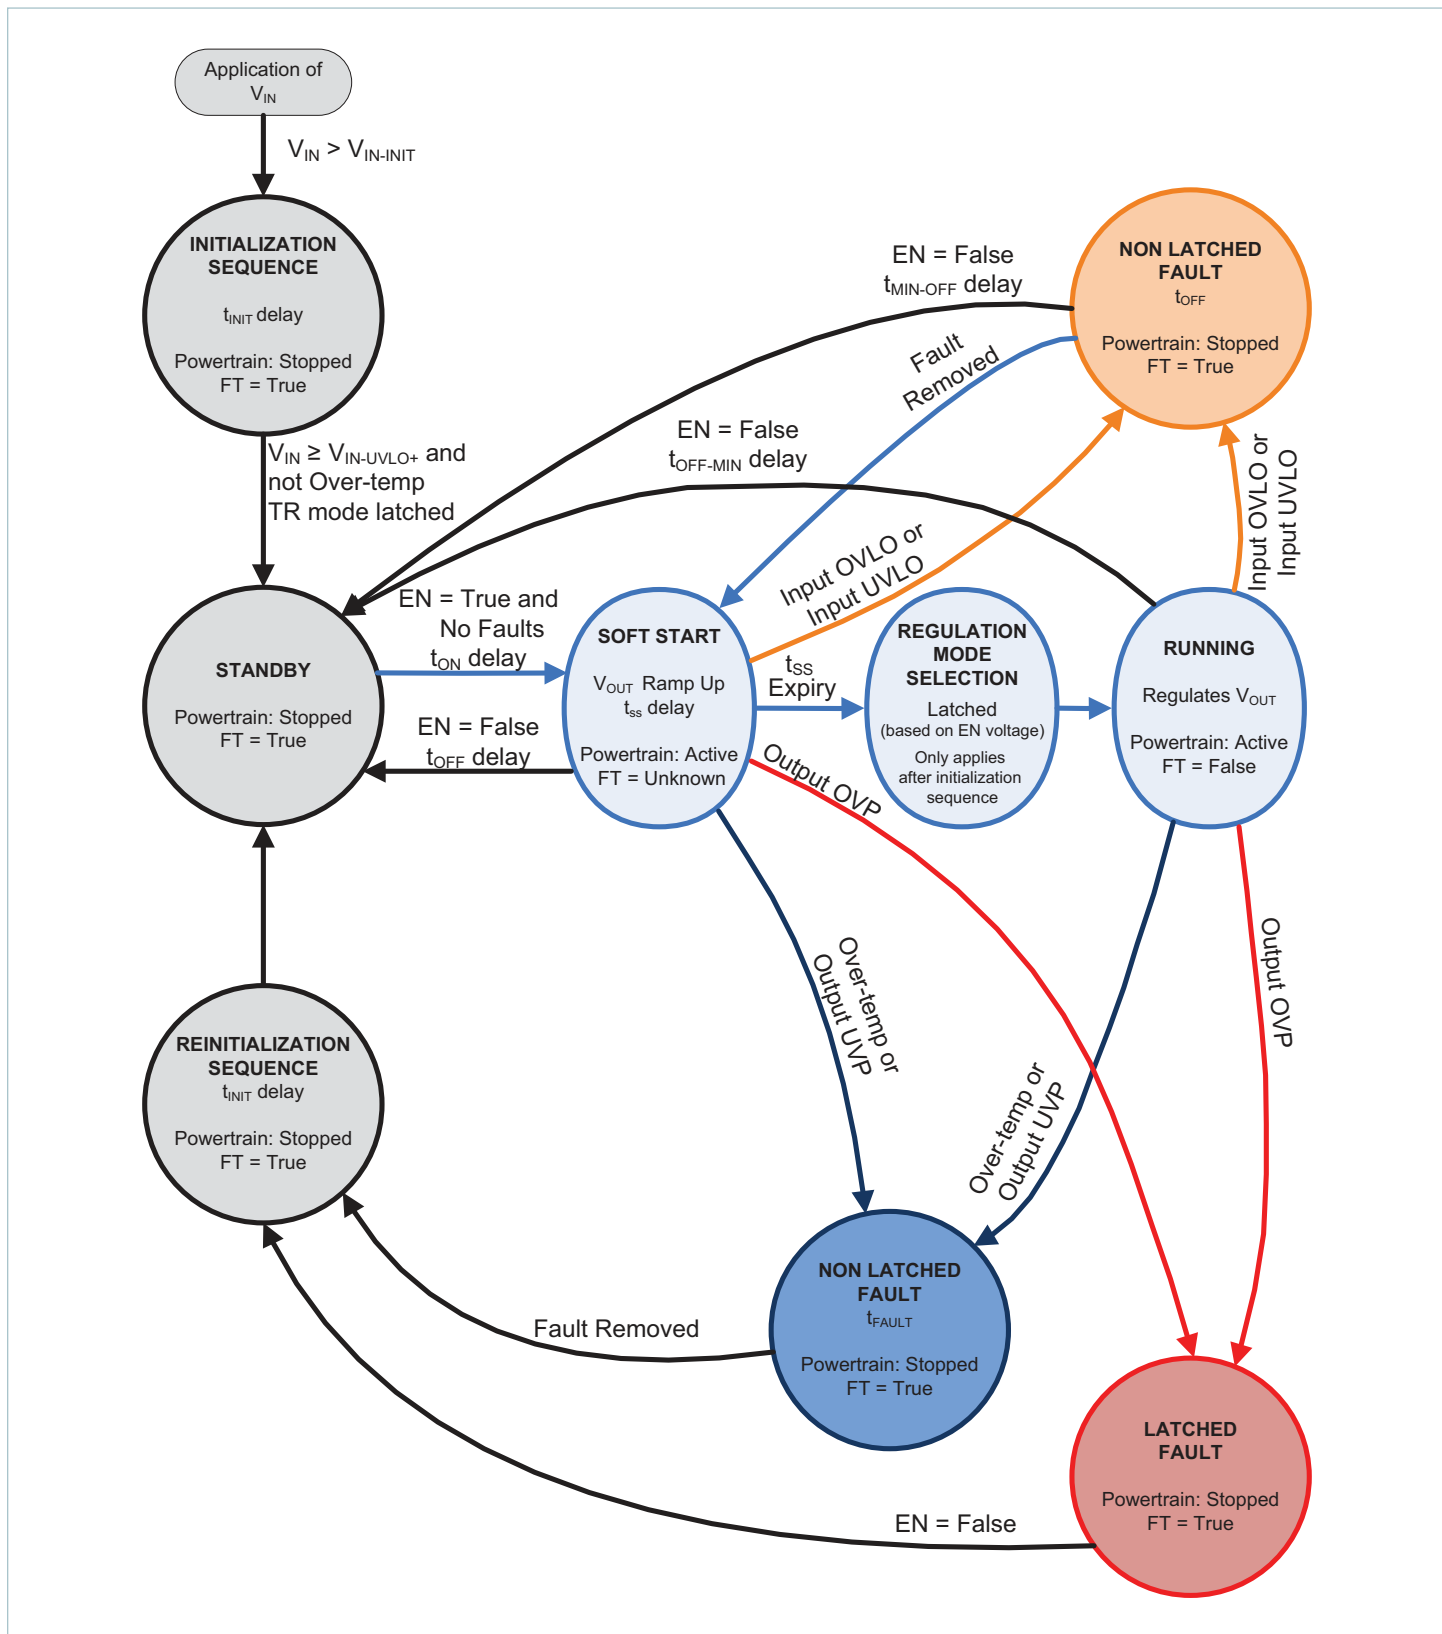 Application of
VIN
VIN > VIN-INIT
INITIALIZATION
SEQUENCE
tINIT delay
Powertrain: Stopped
FT = True
VIN ≥ VIN-UVLO+ and
not Over-temp
TR mode latched
EN = False
tMIN-OFF delay
NON LATCHED
FAULT
tOFF
Powertrain: Stopped
FT = True
Fault
Removed
EN = False
tOFF-MIN delay
Input OVLO or
Input UVLO
Input OVLO or
Input UVLO
STANDBY
Powertrain: Stopped
FT = True
EN = True and
No Faults
tON delay
EN = False
tOFF delay
SOFT START
VOUT Ramp Up
tss delay
Powertrain: Active
FT = Unknown
tSS
Expiry
REGULATION
MODE
SELECTION
Latched
(based on EN voltage)
Only applies
after initialization
sequence
RUNNING
Regulates VOUT
Powertrain: Active
FT = False
Output OVP
Over-temp or
Output UVP
Over-temp or
Output UVP
Output OVP
REINITIALIZATION
SEQUENCE
tINIT delay
Powertrain: Stopped
FT = True
Fault Removed
NON LATCHED
FAULT
tFAULT
Powertrain: Stopped
FT = True
EN = False
LATCHED
FAULT
Powertrain: Stopped
FT = True